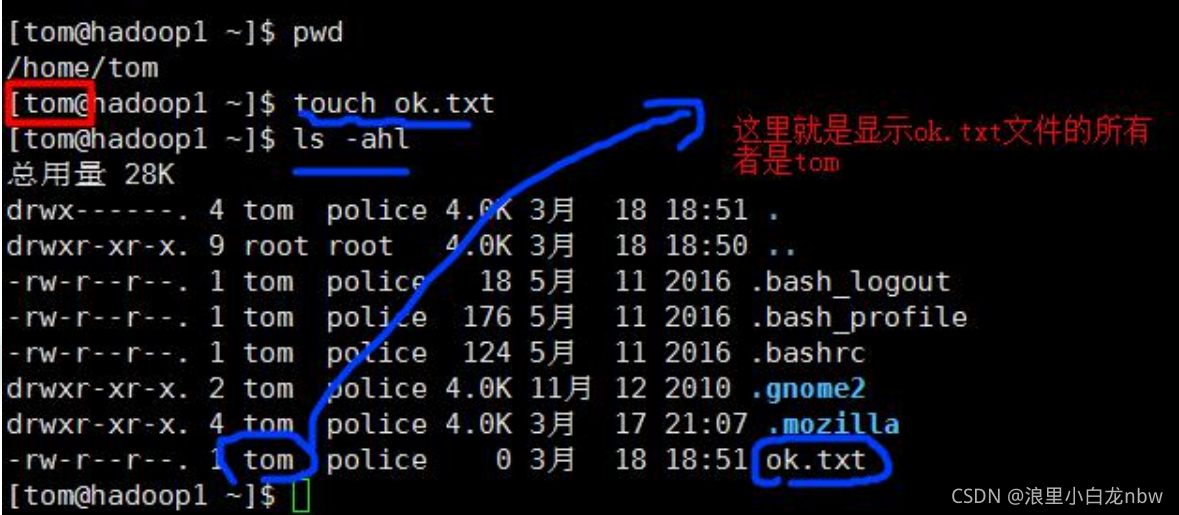 [tom@hadoop1 ~]$ pwd
/home/tom
[tom@hadoop1 ~]$ touch ok.txt
[tom@hadoop1 ~]$ ls -ahl
总用量 28K
drwx------. 4 tom  police 4.0K 3月  18 18:51 .
drwxr-xr-x. 9 root root   4.0K 3月  18 18:50 ..
-rw-r--r--. 1 tom  police   18 5月  11 2016 .bash_logout
-rw-r--r--. 1 tom  police  176 5月  11 2016 .bash_profile
-rw-r--r--. 1 tom  police  124 5月  11 2016 .bashrc
drwxr-xr-x. 2 tom  police 4.0K 11月 12 2010 .gnome2
drwxr-xr-x. 4 tom  police 4.0K 3月  17 21:07 .mozilla
-rw-r--r--. 1 tom  police    0 3月  18 18:51 ok.txt
[tom@hadoop1 ~]$
这里就是显示ok.txt文件的所有
者是tom
CSDN @浪里小白龙nbw